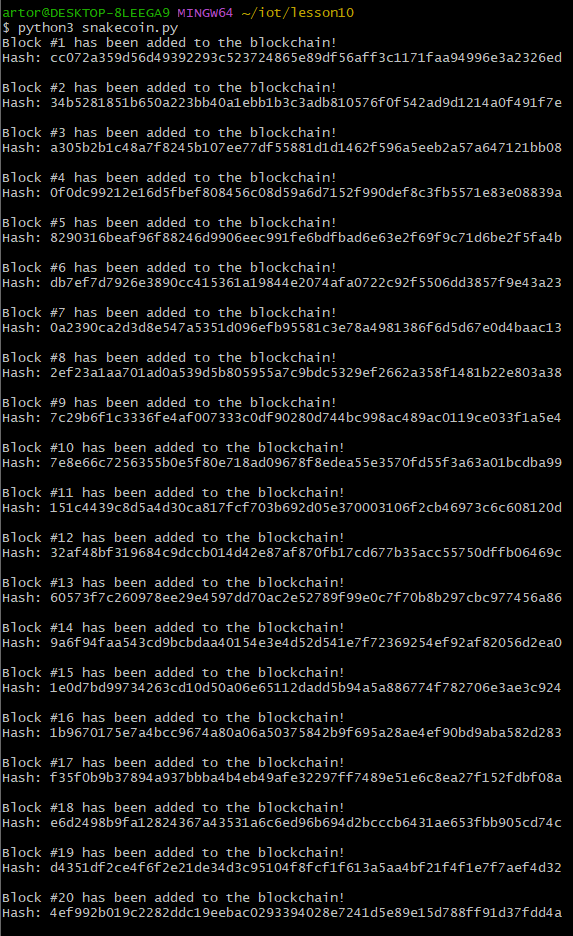 artor@DESKTOP-8LEEGA9 MINGW64 ~/iot/lesson10
$ python3 snakecoin.py
Block #1 has been added to the blockchain!
Hash: cc072a359d56d49392293c523724865e89df56aff3c1171faa94996e3a2326ed
Block #2 has been added to the blockchain!
Hash: 34b5281851b650a223bb40a1ebb1b3c3adb810576f0f542ad9d1214a0f491f7e
Block #3 has been added to the blockchain!
Hash: a305b2b1c48a7f8245b107ee77df55881d1d1462f596a5eeb2a57a647121bb08
Block #4 has been added to the blockchain!
Hash: 0f0dc99212e16d5fbef808456c08d59a6d7152f990def8c3fb5571e83e08839a
Block #5 has been added to the blockchain!
Hash: 8290316beaf96f88246d9906eec991fe6bdfbad6e63e2f69f9c71d6be2f5fa4b
Block #6 has been added to the blockchain!
Hash: db7ef7d7926e3890cc415361a19844e2074afa0722c92f5506dd3857f9e43a23
Block #7 has been added to the blockchain!
Hash: 0a2390ca2d3d8e547a5351d096efb95581c3e78a4981386f6d5d67e0d4baac13
Block #8 has been added to the blockchain!
Hash: 2ef23a1aa701ad0a539d5b805955a7c9bdc5329ef2662a358f1481b22e803a38
Block #9 has been added to the blockchain!
Hash: 7c29b6f1c3336fe4af007333c0df90280d744bc998ac489ac0119ce033f1a5e4
Block #10 has been added to the blockchain!
Hash: 7e8e66c7256355b0e5f80e718ad09678f8edea55e3570fd55f3a63a01bcdba99
Block #11 has been added to the blockchain!
Hash: 151c4439c8d5a4d30ca817fcf703b692d05e370003106f2cb46973c6c608120d
Block #12 has been added to the blockchain!
Hash: 32af48bf319684c9dccb014d42e87af870fb17cd677b35acc55750dffb06469c
Block #13 has been added to the blockchain!
Hash: 60573f7c260978ee29e4597dd70ac2e52789f99e0c7f70b8b297cbc977456a86
Block #14 has been added to the blockchain!
Hash: 9a6f94faa543cd9bcbdaa40154e3e4d52d541e7f72369254ef92af82056d2ea0
Block #15 has been added to the blockchain!
Hash: 1e0d7bd99734263cd10d50a06e65112dadd5b94a5a886774f782706e3ae3c924
Block #16 has been added to the blockchain!
Hash: 1b9670175e7a4bcc9674a80a06a50375842b9f695a28ae4ef90bd9aba582d283
Block #17 has been added to the blockchain!
Hash: f35f0b9b37894a937bbba4b4eb49afe32297ff7489e51e6c8ea27f152fdbf08a
Block #18 has been added to the blockchain!
Hash: e6d2498b9fa12824367a43531a6c6ed96b694d2bcccb6431ae653fbb905cd74c
Block #19 has been added to the blockchain!
Hash: d4351df2ce4f6f2e21de34d3c95104f8fcf1f613a5aa4bf21f4f1e7f7aef4d32
Block #20 has been added to the blockchain!
Hash: 4ef992b019c2282ddc19eebac0293394028e7241d5e89e15d788ff91d37fdd4a